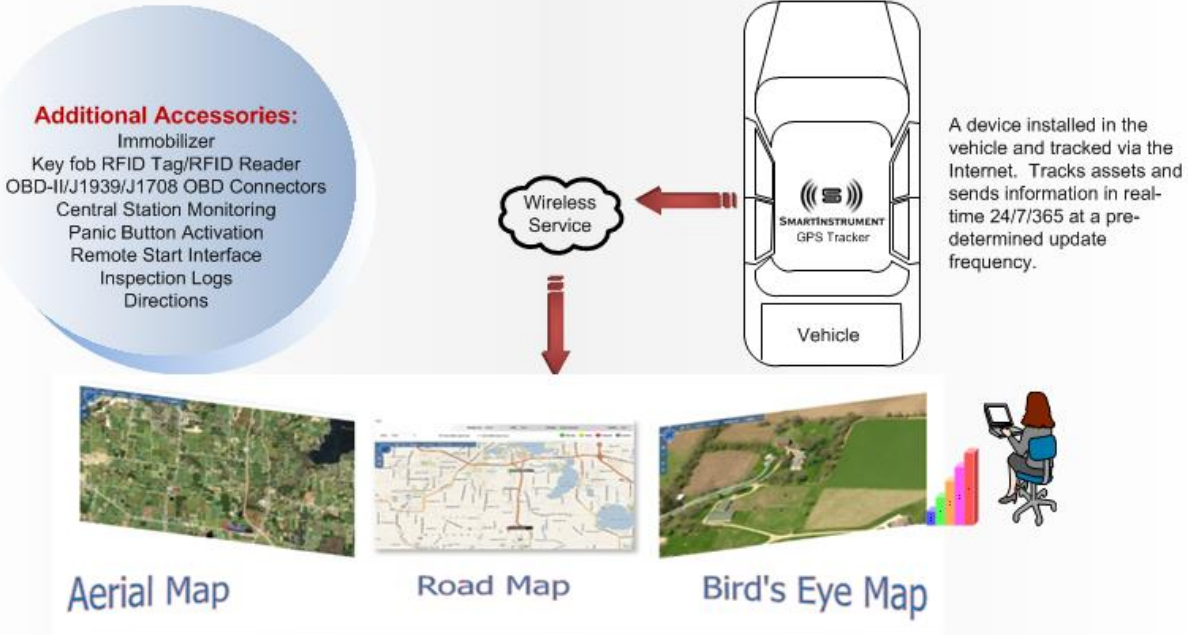 Additional Accessories:
Immobilizer
Key fob RFID Tag/RFID Reader
OBD-II/J1939/J1708 OBD Connectors
Central Station Monitoring
Panic Button Activation
Remote Start Interface
Inspection Logs
Directions
Wireless
Service
SMARTINSTRUMENT
GPS Tracker
Vehicle
A device installed in the
vehicle and tracked via the
Internet. Tracks assets and
sends information in real-
time 24/7/365 at a pre-
determined update
frequency.
Aerial Map
Road Map
Bird's Eye Map